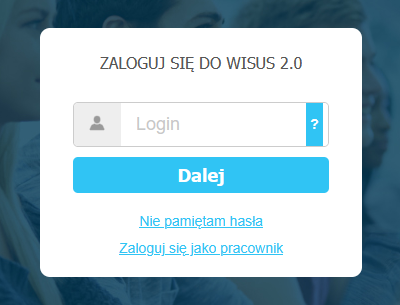 ZALOGUJ SIĘ DO WISUS 2.0
Login ?
Dalej
Nie pamiętam hasła
Zaloguj się jako pracownik